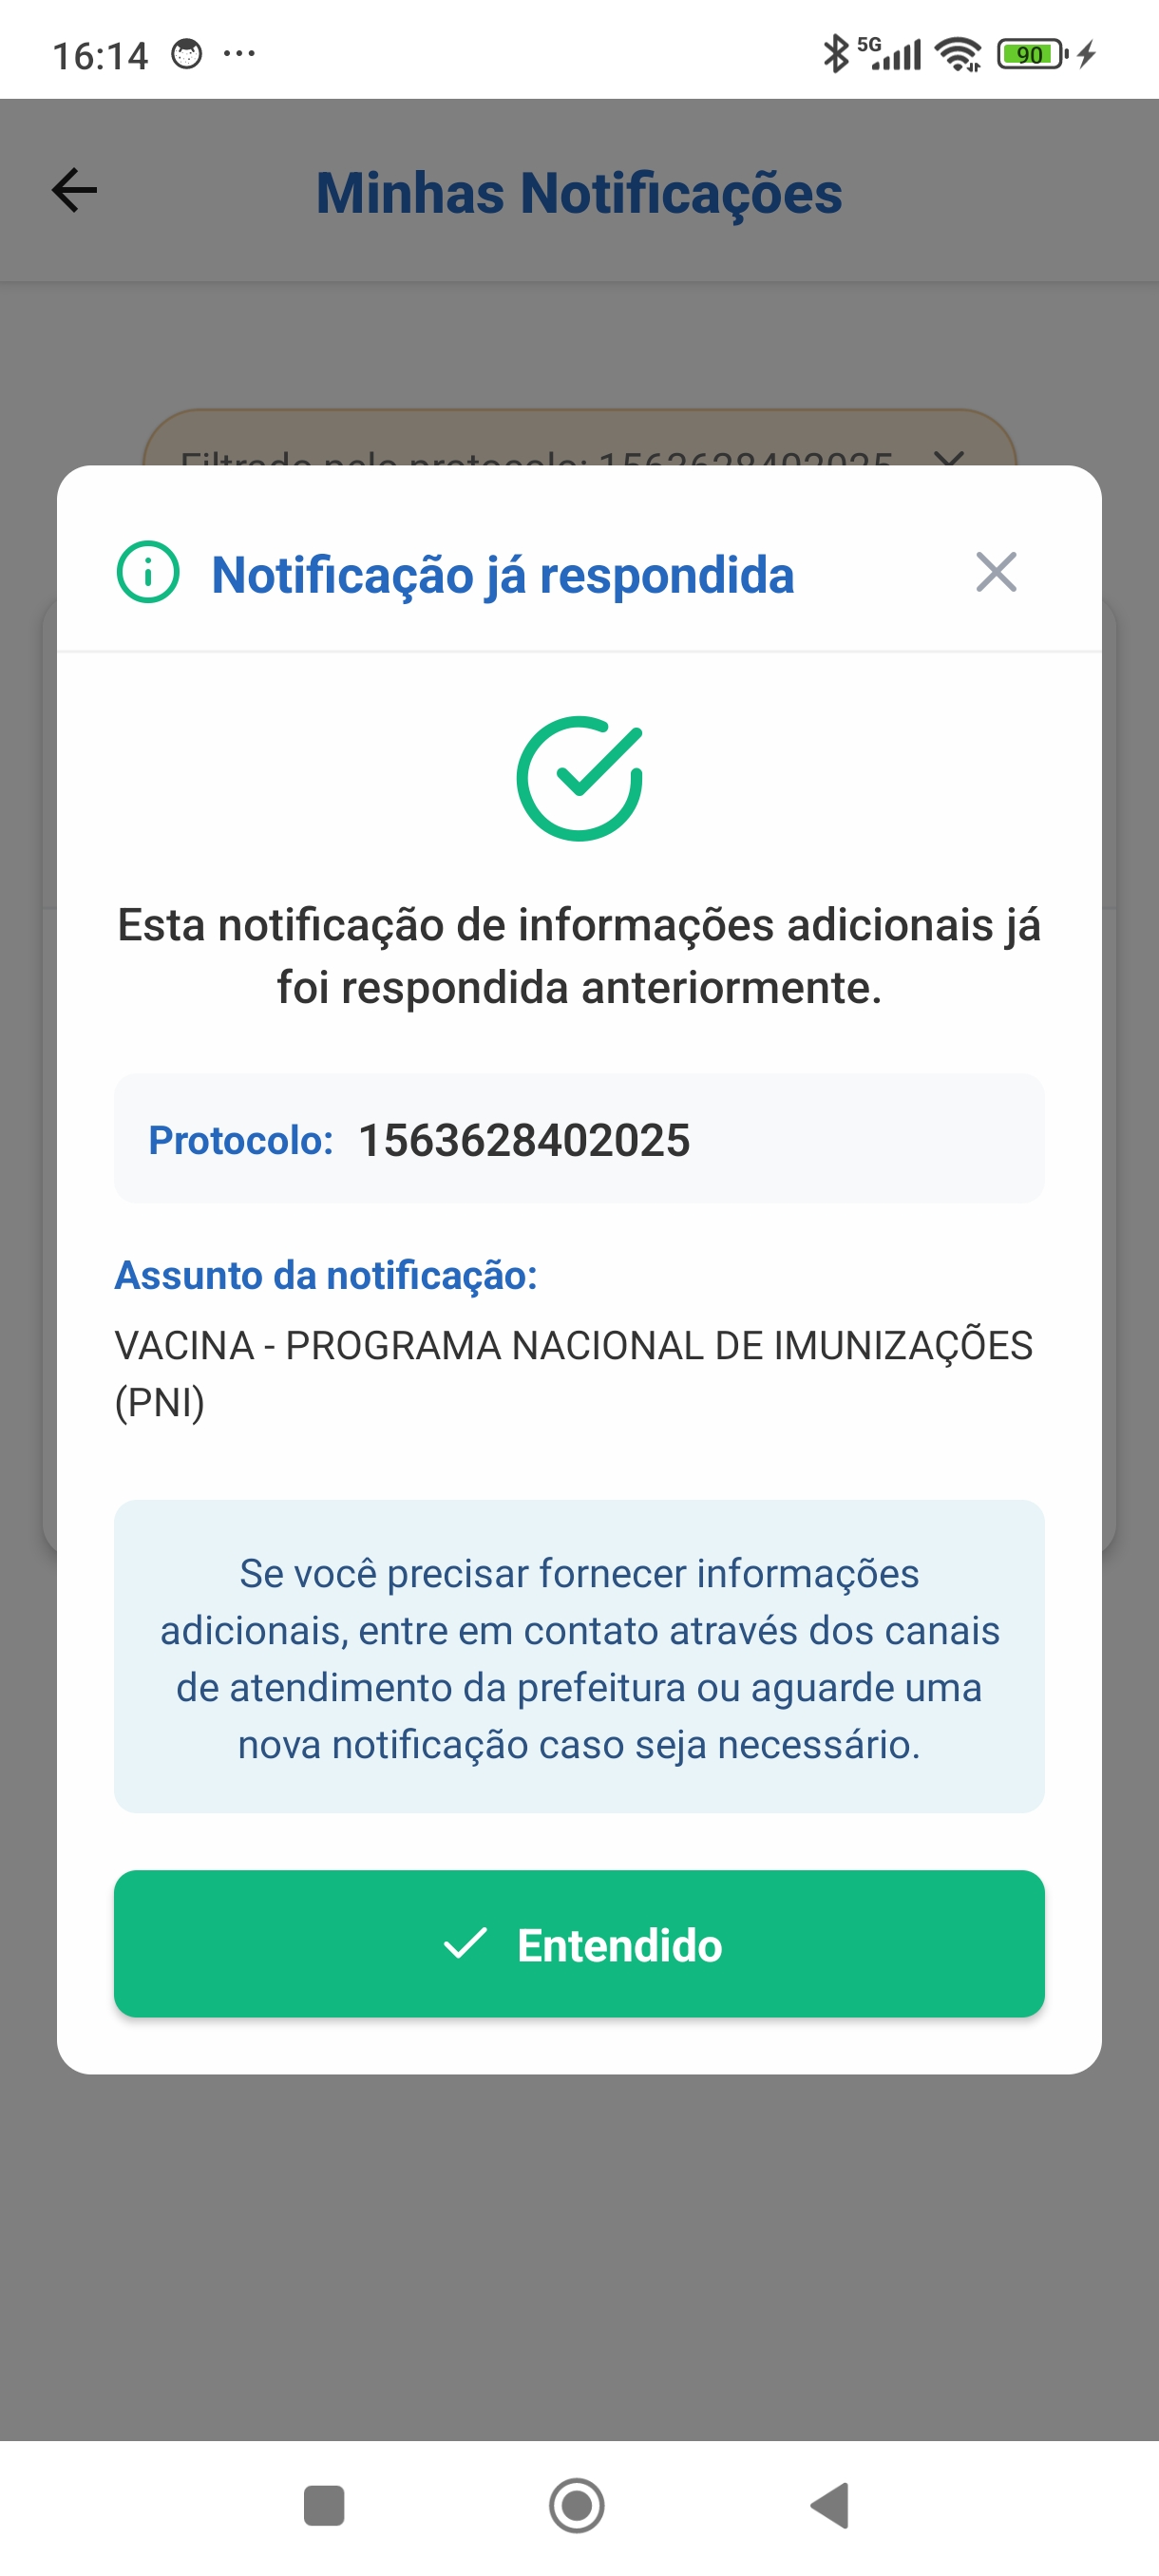 16:14
5G
90
Minhas Notificações
Filtrado pelo protocolo: 1563628402025
Notificação já respondida
Esta notificação de informações adicionais já
foi respondida anteriormente.
Protocolo: 1563628402025
Assunto da notificação:
VACINA - PROGRAMA NACIONAL DE IMUNIZAÇÕES
(PNI)
Se você precisar fornecer informações
adicionais, entre em contato através dos canais
de atendimento da prefeitura ou aguarde uma
nova notificação caso seja necessário.
Entendido